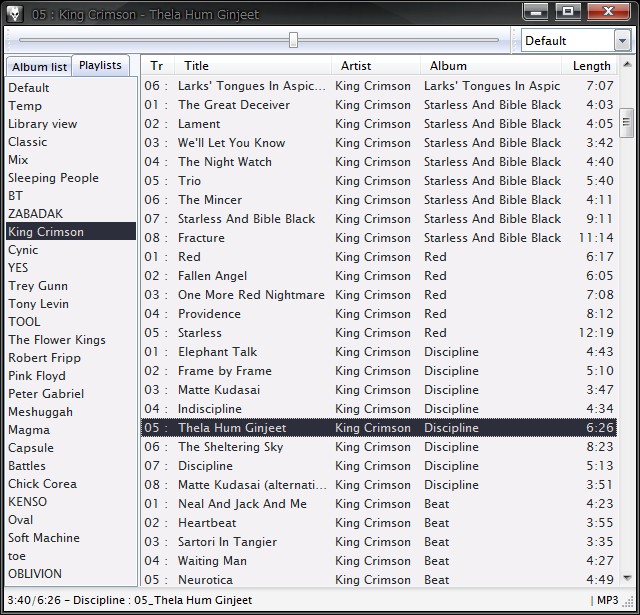 05 : King Crimson - Thela Hum Ginjeet
Default
Album list Playlists
Default
Temp
Library view
Classic
Mix
Sleeping People
BT
ZABADAK
King Crimson
Cynic
YES
Trey Gunn
Tony Levin
TOOL
The Flower Kings
Robert Fripp
Pink Floyd
Peter Gabriel
Meshuggah
Magma
Capsule
Battles
Chick Corea
KENSO
Oval
Soft Machine
toe
OBLIVION
Tr Title Artist Album Length
06 : Larks' Tongues In Aspic... King Crimson Larks' Tongues In Aspic 7:07
01 : The Great Deceiver King Crimson Starless And Bible Black 4:03
02 : Lament King Crimson Starless And Bible Black 4:05
03 : We'll Let You Know King Crimson Starless And Bible Black 3:42
04 : The Night Watch King Crimson Starless And Bible Black 4:40
05 : Trio King Crimson Starless And Bible Black 5:40
06 : The Mincer King Crimson Starless And Bible Black 4:11
07 : Starless And Bible Black King Crimson Starless And Bible Black 9:11
08 : Fracture King Crimson Starless And Bible Black 11:14
01 : Red King Crimson Red 6:17
02 : Fallen Angel King Crimson Red 6:05
03 : One More Red Nightmare King Crimson Red 7:08
04 : Providence King Crimson Red 8:12
05 : Starless King Crimson Red 12:19
01 : Elephant Talk King Crimson Discipline 4:43
02 : Frame by Frame King Crimson Discipline 5:10
03 : Matte Kudasai King Crimson Discipline 3:47
04 : Indiscipline King Crimson Discipline 4:34
05 : Thela Hum Ginjeet King Crimson Discipline 6:26
06 : The Sheltering Sky King Crimson Discipline 8:23
07 : Discipline King Crimson Discipline 5:13
08 : Matte Kudasai (alternati... King Crimson Discipline 3:51
01 : Neal And Jack And Me King Crimson Beat 4:23
02 : Heartbeat King Crimson Beat 3:55
03 : Sartori In Tangier King Crimson Beat 3:35
04 : Waiting Man King Crimson Beat 4:27
05 : Neurotica King Crimson Beat 4:49
3:40/6:26 - Discipline : 05_Thela Hum Ginjeet | MP3